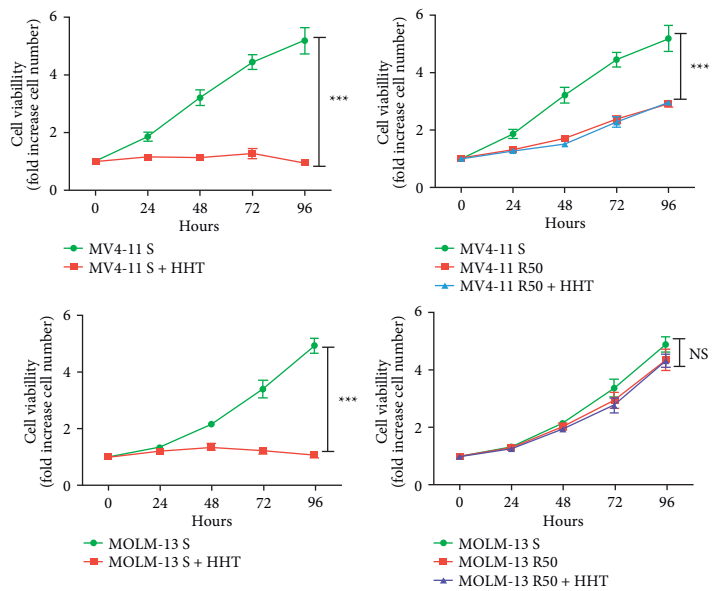 Cell viabillity
(fold increase cell number)
6
4
2
0
0 24 48 72 96
Hours
***
MV4-11 S
MV4-11 S + HHT
Cell viability
(fold increase cell number)
6
4
2
0
0 24 48 72 96
Hours
***
MV4-11 S
MV4-11 R50
MV4-11 R50 + HHT
Cell viabillity
(fold increase cell number)
6
4
2
0
0 24 48 72 96
Hours
***
MOLM-13 S
MOLM-13 S + HHT
Cell viabillity
(fold increase cell number)
6
4
2
0
0 24 48 72 96
Hours
NS
MOLM-13 S
MOLM-13 R50
MOLM-13 R50 + HHT